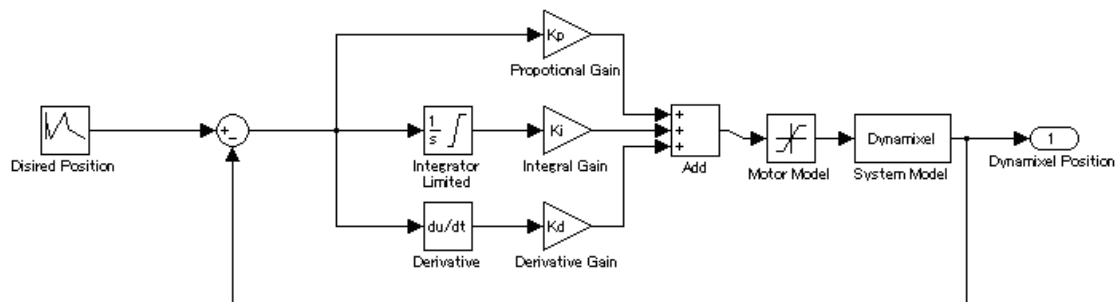 Kp
Propotional Gain
Disired Position
+
-
1
s
Integrator
Limited
Ki
Integral Gain
du/dt
Derivative
Kd
Derivative Gain
+
+
+
Add
Motor Model
Dynamixel
System Model
1
Dynamixel Position